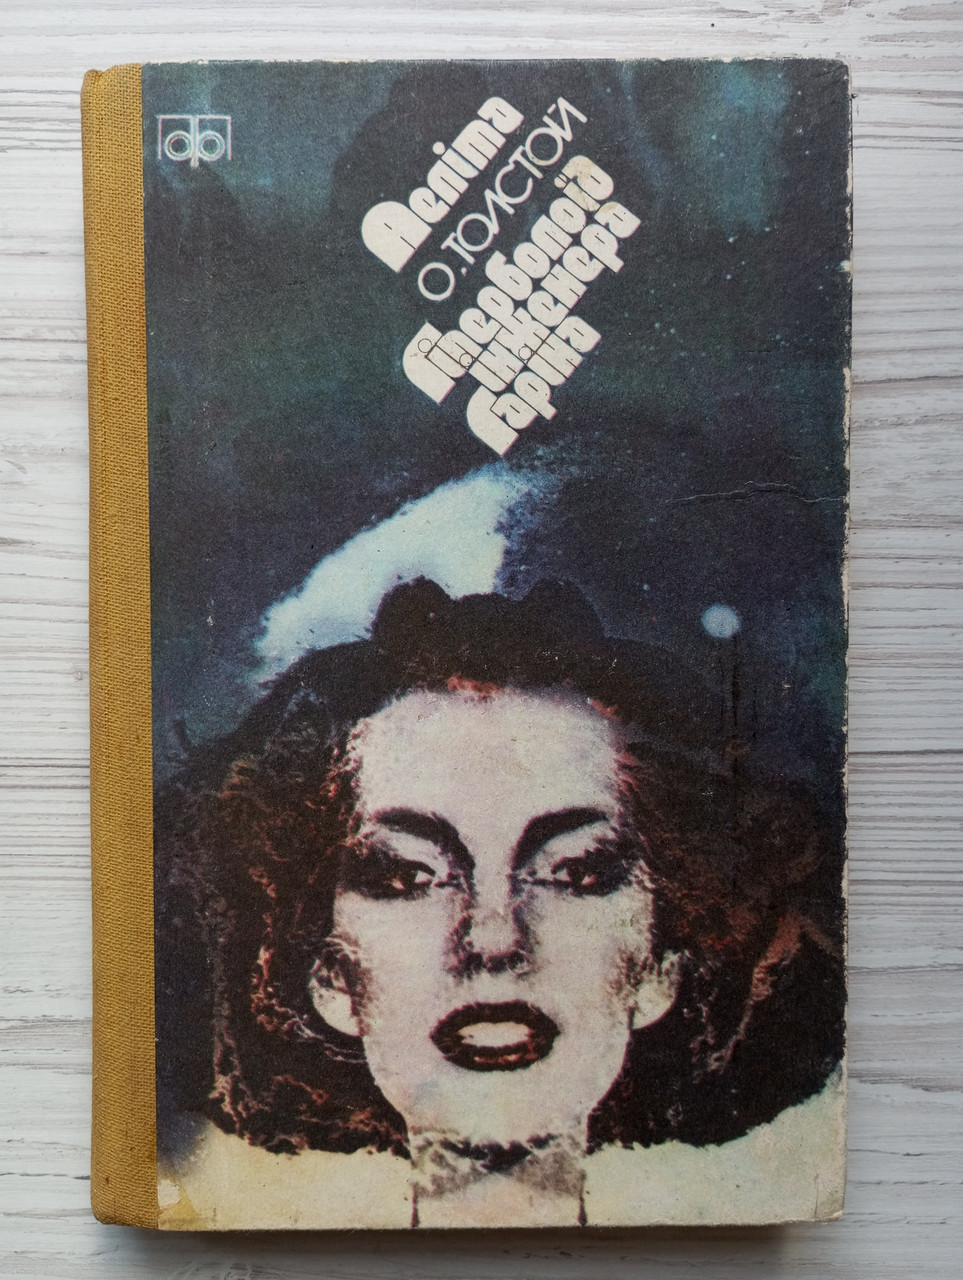 Аеліта
О. ТОЛСТОЙ
Гіперболоїд
інженера
Гаріна